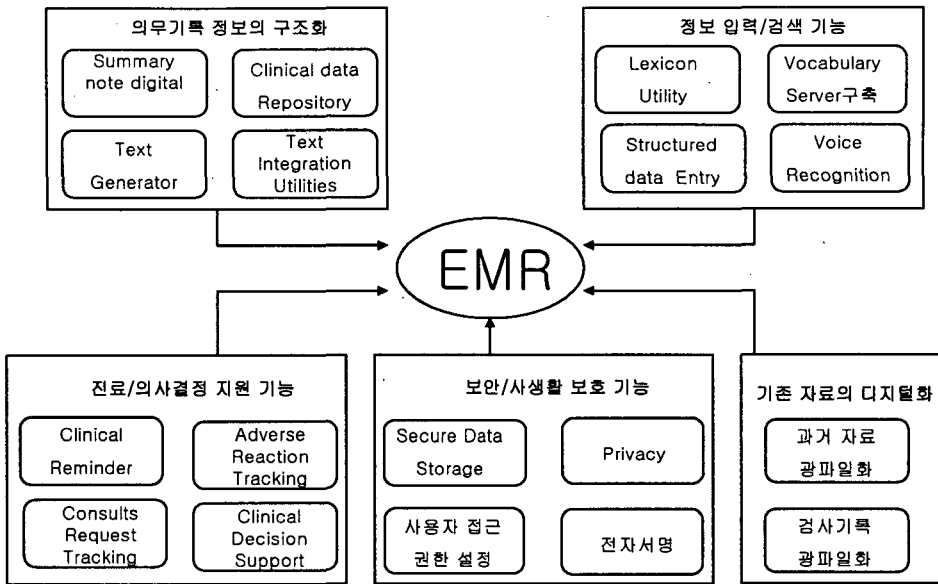 의무기록 정보의 구조화
Summary
note digital
Clinical data
Repository
Text
Generator
Text
Integration
Utilities
정보 입력/검색 기능
Lexicon
Utility
Vocabulary
Server구축
Structured
data Entry
Voice
Recognition
EMR
진료/의사결정 지원 기능
Clinical
Reminder
Adverse
Reaction
Tracking
Consults
Request
Tracking
Clinical
Decision
Support
보안/사생활 보호 기능
Secure Data
Storage
Privacy
사용자 접근
권한 설정
전자서명
기존 자료의 디지털화
과거 자료
광파일화
검사기록
광파일화